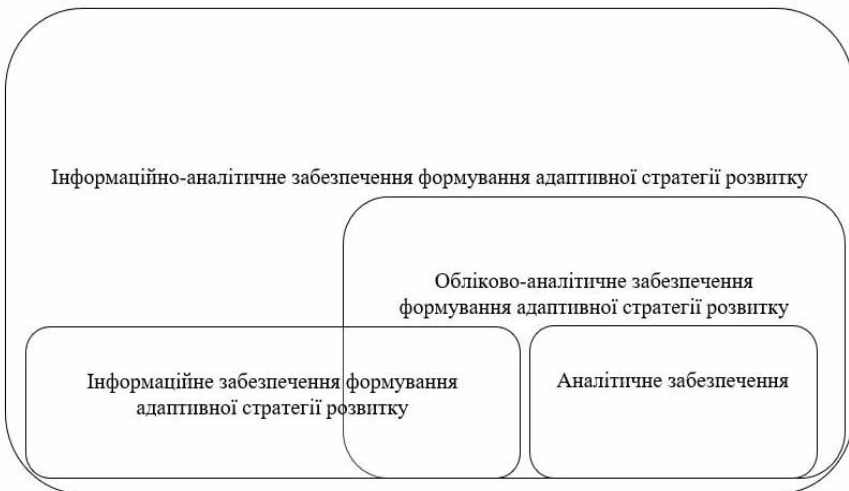 Інформаційно-аналітичне забезпечення формування адаптивної стратегії розвитку
Обліково-аналітичне забезпечення
формування адаптивної стратегії розвитку
Інформаційне забезпечення формування
адаптивної стратегії розвитку
Аналітичне забезпечення